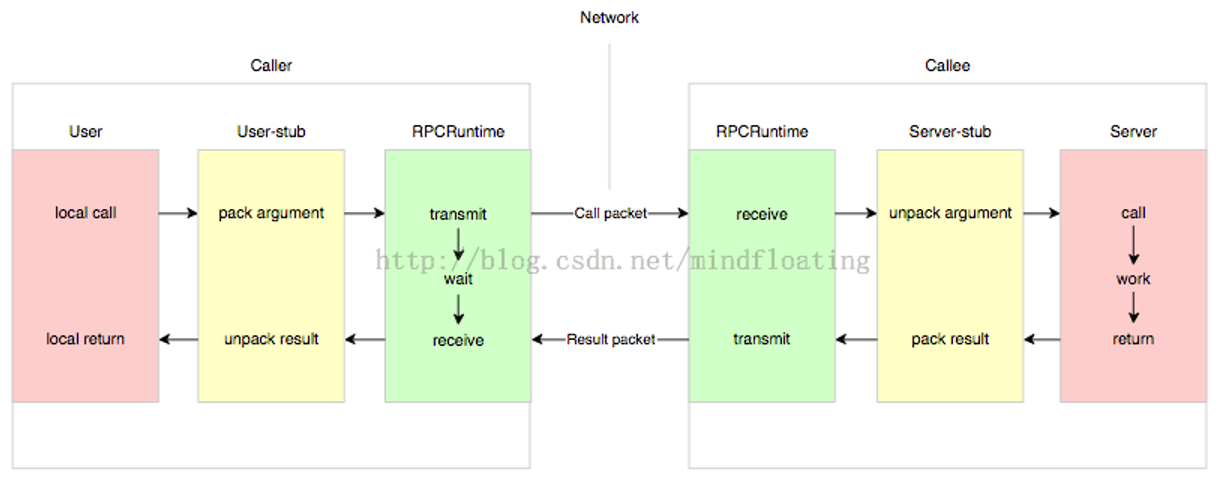 Network
Caller
Callee
User
User-stub
RPCRuntime
RPCRuntime
Server-stub
Server
local call
pack argument
transmit
Call packet
receive
unpack argument
call
http://blog.csdn.net/mindfloating
wait
work
local return
unpack result
receive
Result packet
transmit
pack result
return